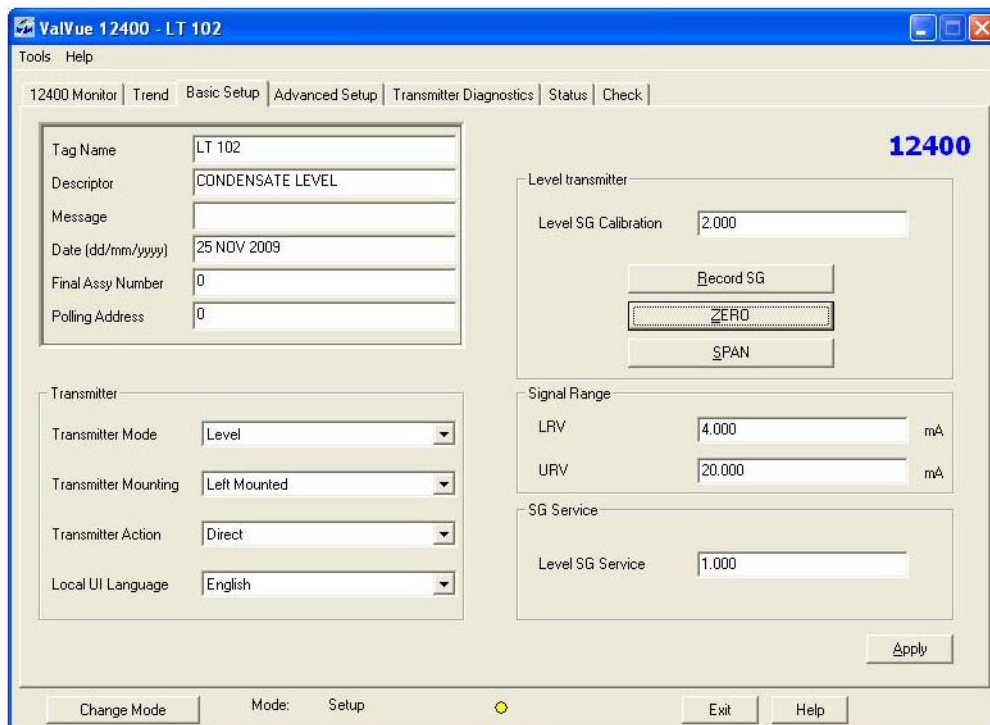 ValVue 12400 - LT 102
Tools Help
12400 Monitor Trend Basic Setup Advanced Setup Transmitter Diagnostics Status Check
Tag Name LT 102
Descriptor CONDENSATE LEVEL
Message
Date (dd/mm/yyyy) 25 NOV 2009
Final Assy Number 0
Polling Address 0
12400
Level transmitter
Level SG Calibration 2.000
Record SG
ZERO
SPAN
Transmitter
Transmitter Mode Level
Transmitter Mounting Left Mounted
Transmitter Action Direct
Local UI Language English
Signal Range
LRV 4.000 mA
URV 20.000 mA
SG Service
Level SG Service 1.000
Apply
Change Mode Mode: Setup Exit Help